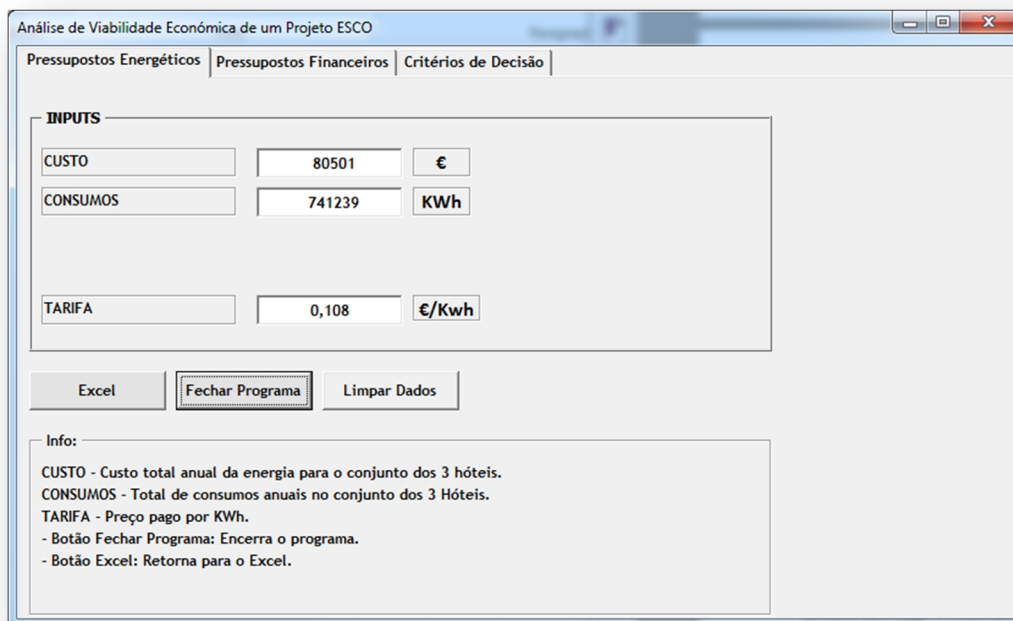 Análise de Viabilidade Económica de um Projeto ESCO
Pressupostos Energéticos Pressupostos Financeiros Critérios de Decisão
INPUTS
CUSTO 80501 €
CONSUMOS 741239 KWh
TARIFA 0,108 €/Kwh
Excel Fechar Programa Limpar Dados
Info:
CUSTO - Custo total anual da energia para o conjunto dos 3 hóteis.
CONSUMOS - Total de consumos anuais no conjunto dos 3 Hóteis.
TARIFA - Preço pago por KWh.
- Botão Fechar Programa: Encerra o programa.
- Botão Excel: Retorna para o Excel.